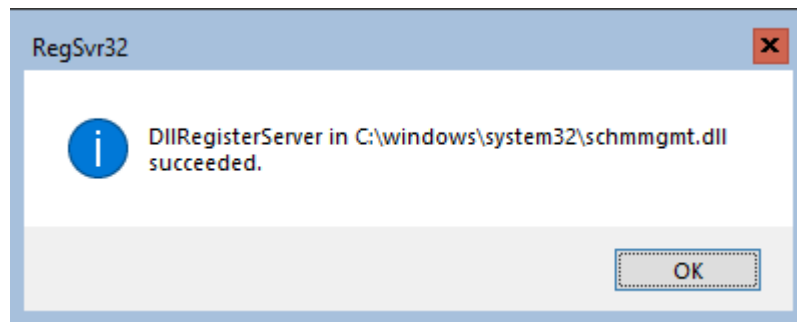 RegSvr32
DllRegisterServer in C:\windows\system32\schmmgmt.dll
succeeded.
OK